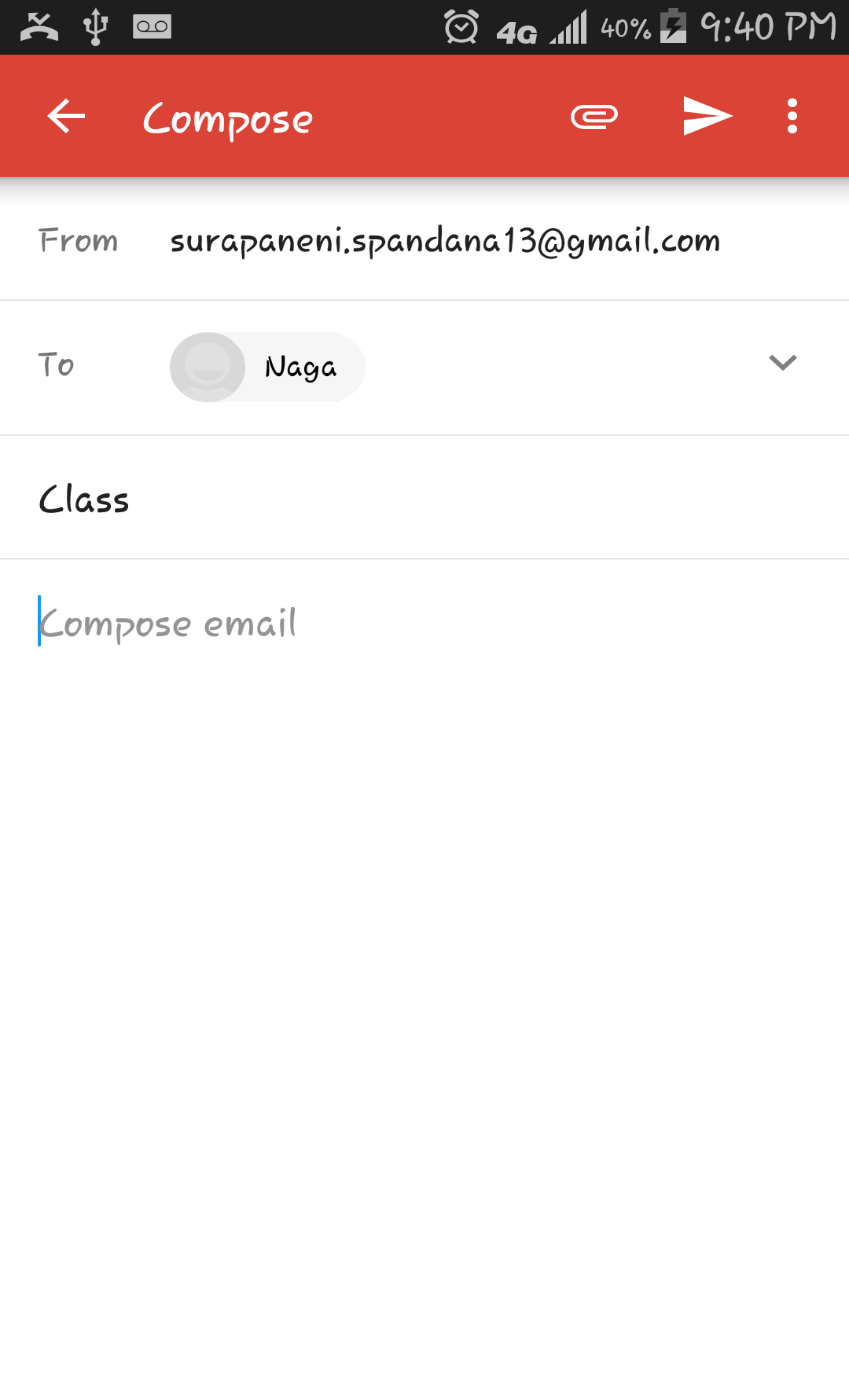 4G 40% 9:40 PM
Compose
From surapaneni.spandana13@gmail.com
To Naga
Class
Compose email